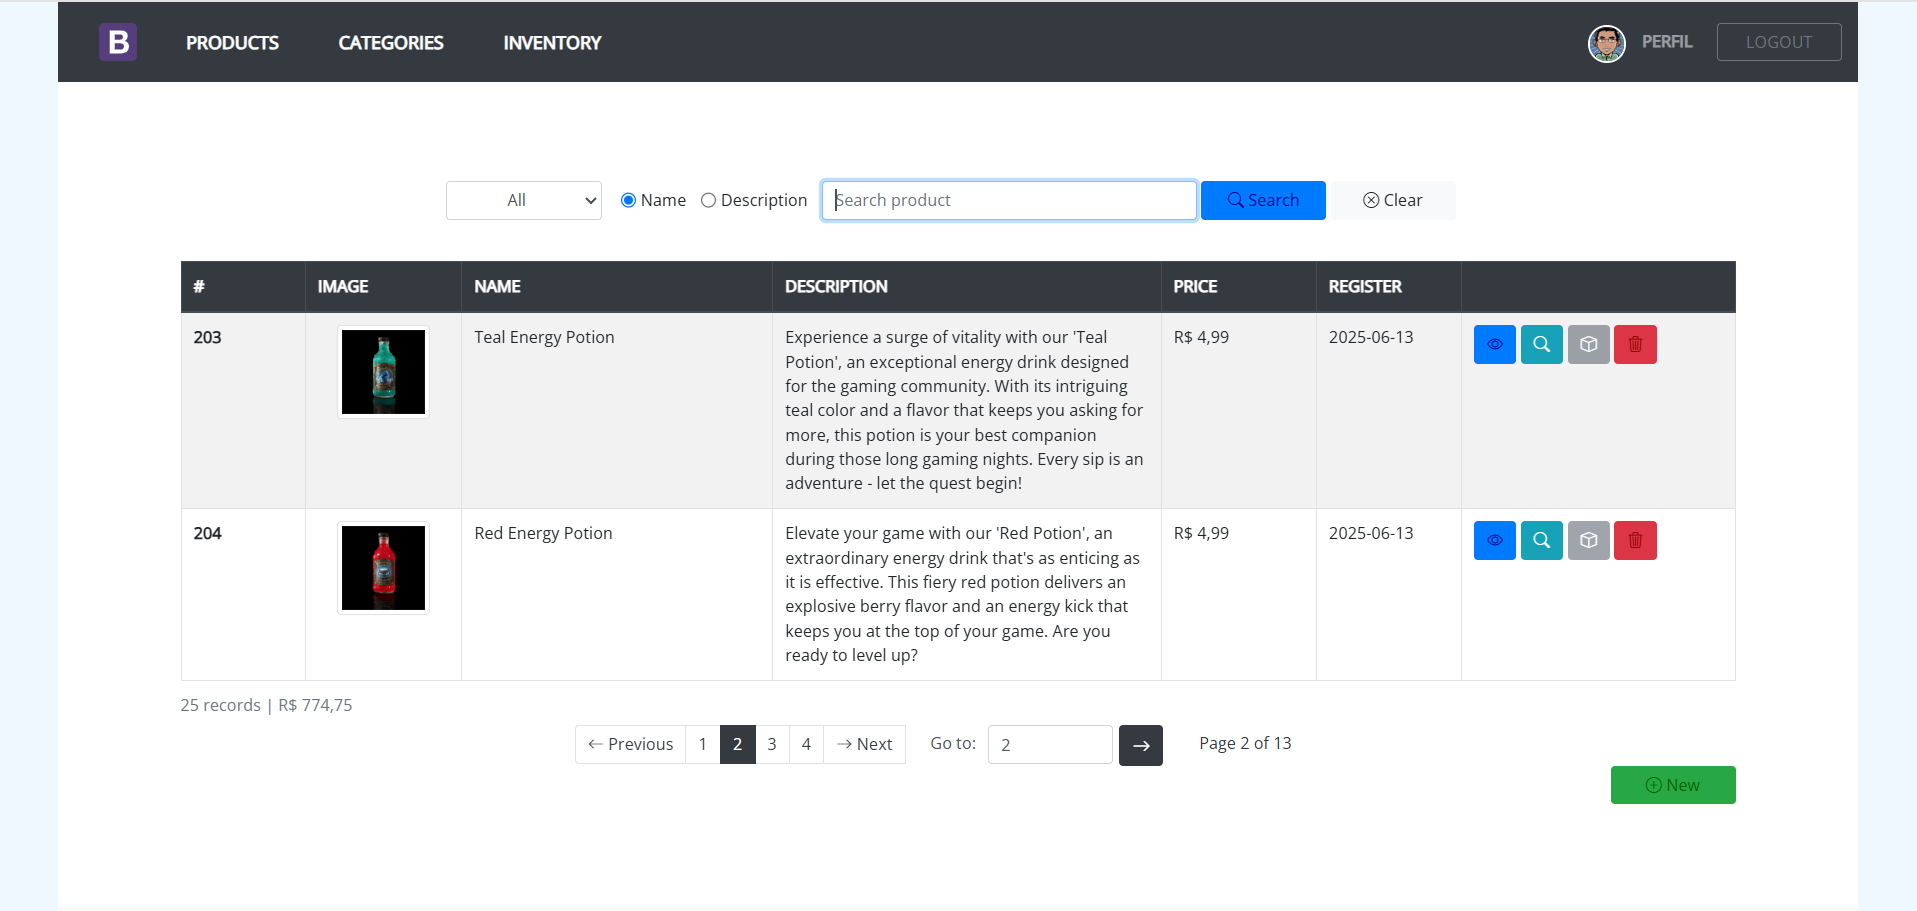 B PRODUCTS CATEGORIES INVENTORY PERFIL LOGOUT
All Name Description Search product Search Clear
# IMAGE NAME DESCRIPTION PRICE REGISTER
203 Teal Energy Potion Experience a surge of vitality with our 'Teal R$ 4,99 2025-06-13
Potion', an exceptional energy drink designed
for the gaming community. With its intriguing
teal color and a flavor that keeps you asking for
more, this potion is your best companion
during those long gaming nights. Every sip is an
adventure - let the quest begin!
204 Red Energy Potion Elevate your game with our 'Red Potion', an R$ 4,99 2025-06-13
extraordinary energy drink that's as enticing as
it is effective. This fiery red potion delivers an
explosive berry flavor and an energy kick that
keeps you at the top of your game. Are you
ready to level up?
25 records | R$ 774,75
← Previous 1 2 3 4 → Next Go to: 2 → Page 2 of 13
New